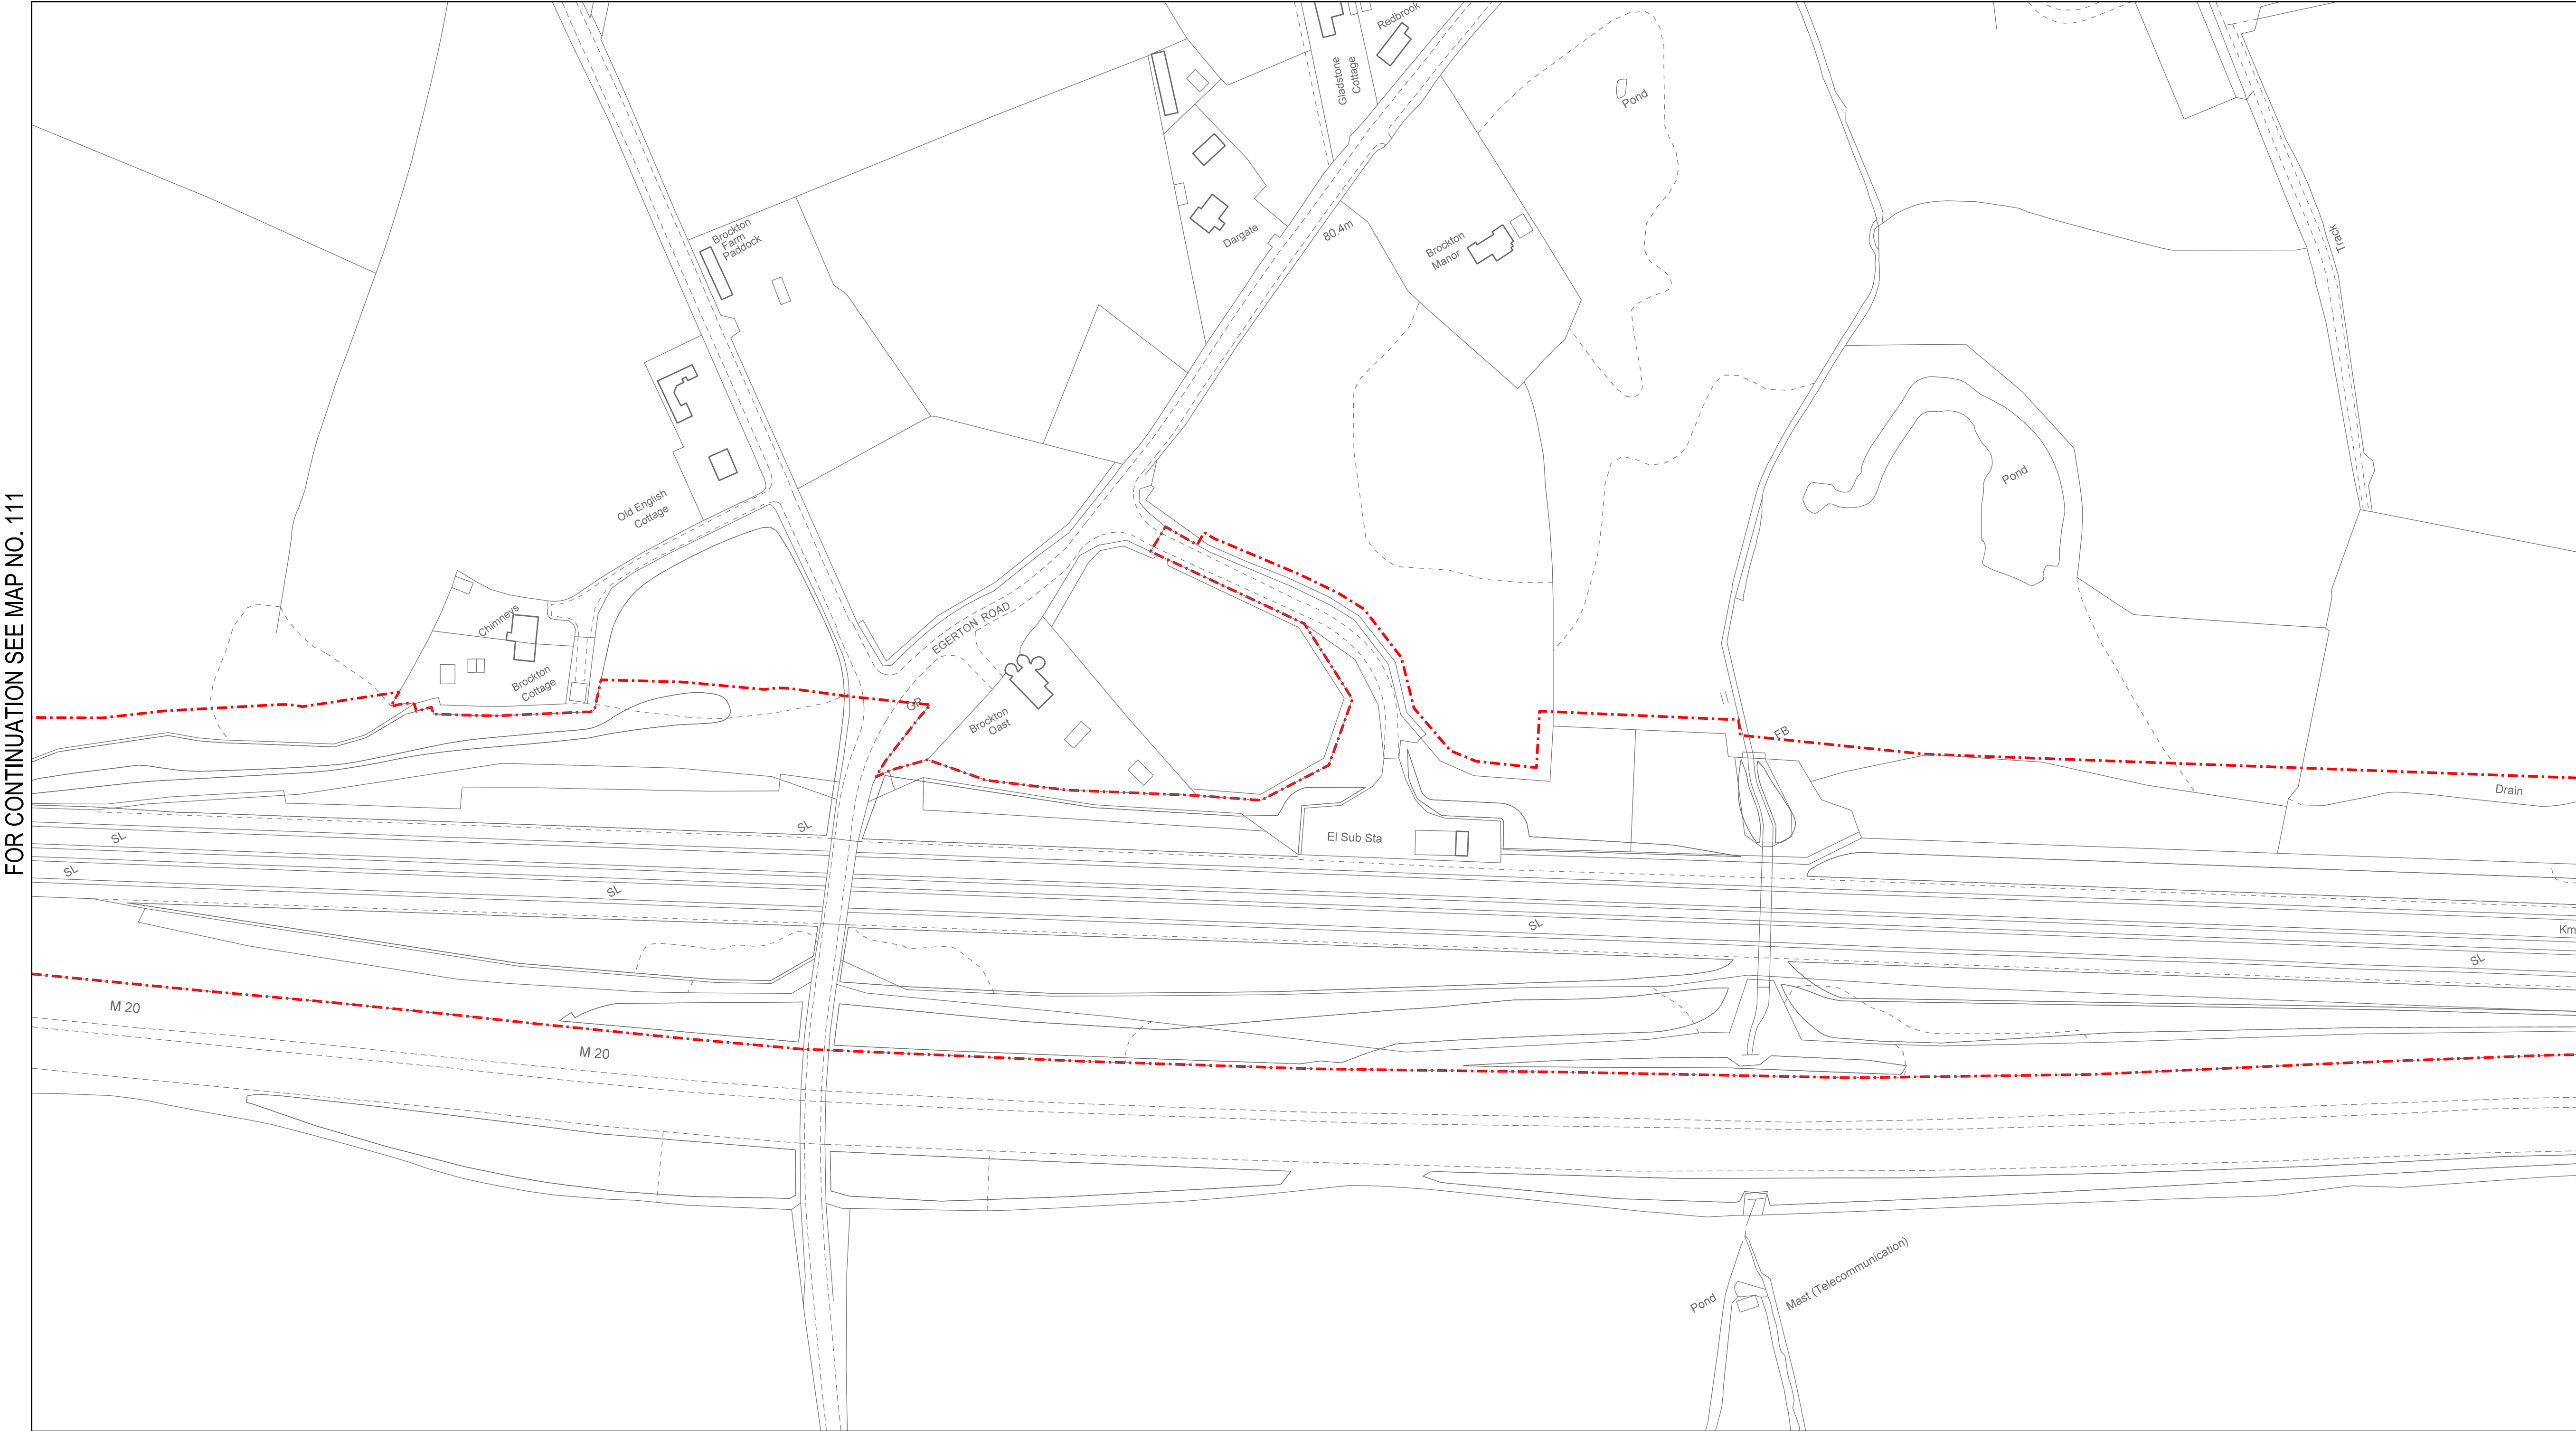 FOR CONTINUATION SEE MAP NO. 111
Redbrook
Gladstone
Cottage
Pond
Brockton
Farm
Paddock
Dargate
80.4m
Brockton
Manor
Track
Old English
Cottage
Pond
Chimneys
EGERTON ROAD
Brockton
Cottage
GP
Brockton
Oast
FB
Drain
SL
SL
El Sub Sta
SL
SL
SL
Km
SL
M 20
M 20
Pond
Mast (Telecommunication)